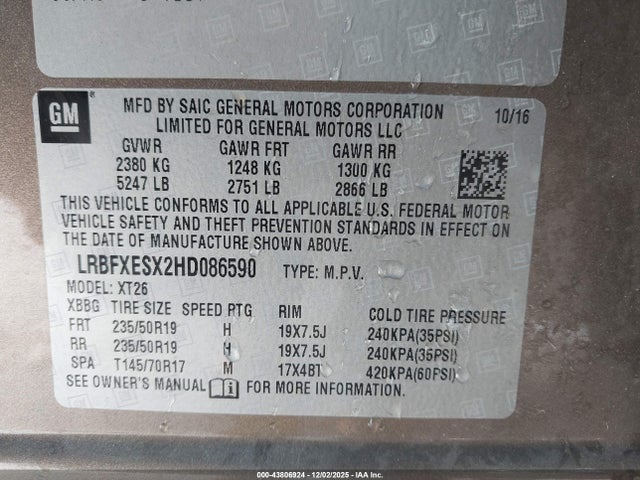 GM
GM®
MFD BY SAIC GENERAL MOTORS CORPORATION
LIMITED FOR GENERAL MOTORS LLC
10/16
GVWR GAWR FRT GAWR RR
2380 KG 1248 KG 1300 KG
5247 LB 2751 LB 2866 LB
THIS VEHICLE CONFORMS TO ALL APPLICABLE U.S. FEDERAL MOTOR
VEHICLE SAFETY AND THEFT PREVENTION STANDARDS IN EFFECT ON
THE DATE OF MANUFACTURE SHOWN ABOVE.
LRBFXESX2HD086590 TYPE: M.P.V.
MODEL: XT26
XBBG TIRE SIZE SPEED PTG RIM COLD TIRE PRESSURE
FRT 235/50R19 H 19X7.5J 240KPA(35PSI)
RR 235/50R19 H 19X7.5J 240KPA(35PSI)
SPA T145/70R17 M 17X4BT 420KPA(60PSI)
SEE OWNER'S MANUAL FOR MORE INFORMATION.
000-43806924 • 12/02/2025 - IAA Inc.